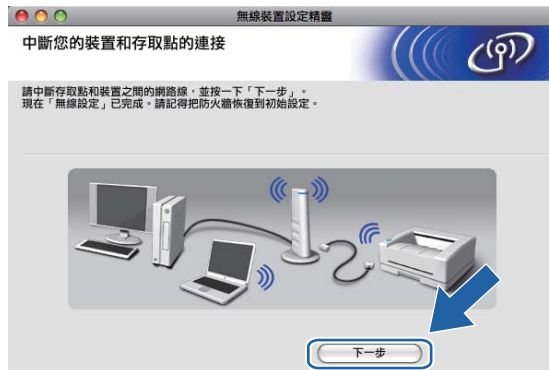 無線裝置設定精靈
中斷您的裝置和存取點的連接
請中斷存取點和裝置之間的網路線，並按一下「下一步」。
現在「無線設定」已完成。請記得把防火牆恢復到初始設定。
下一步